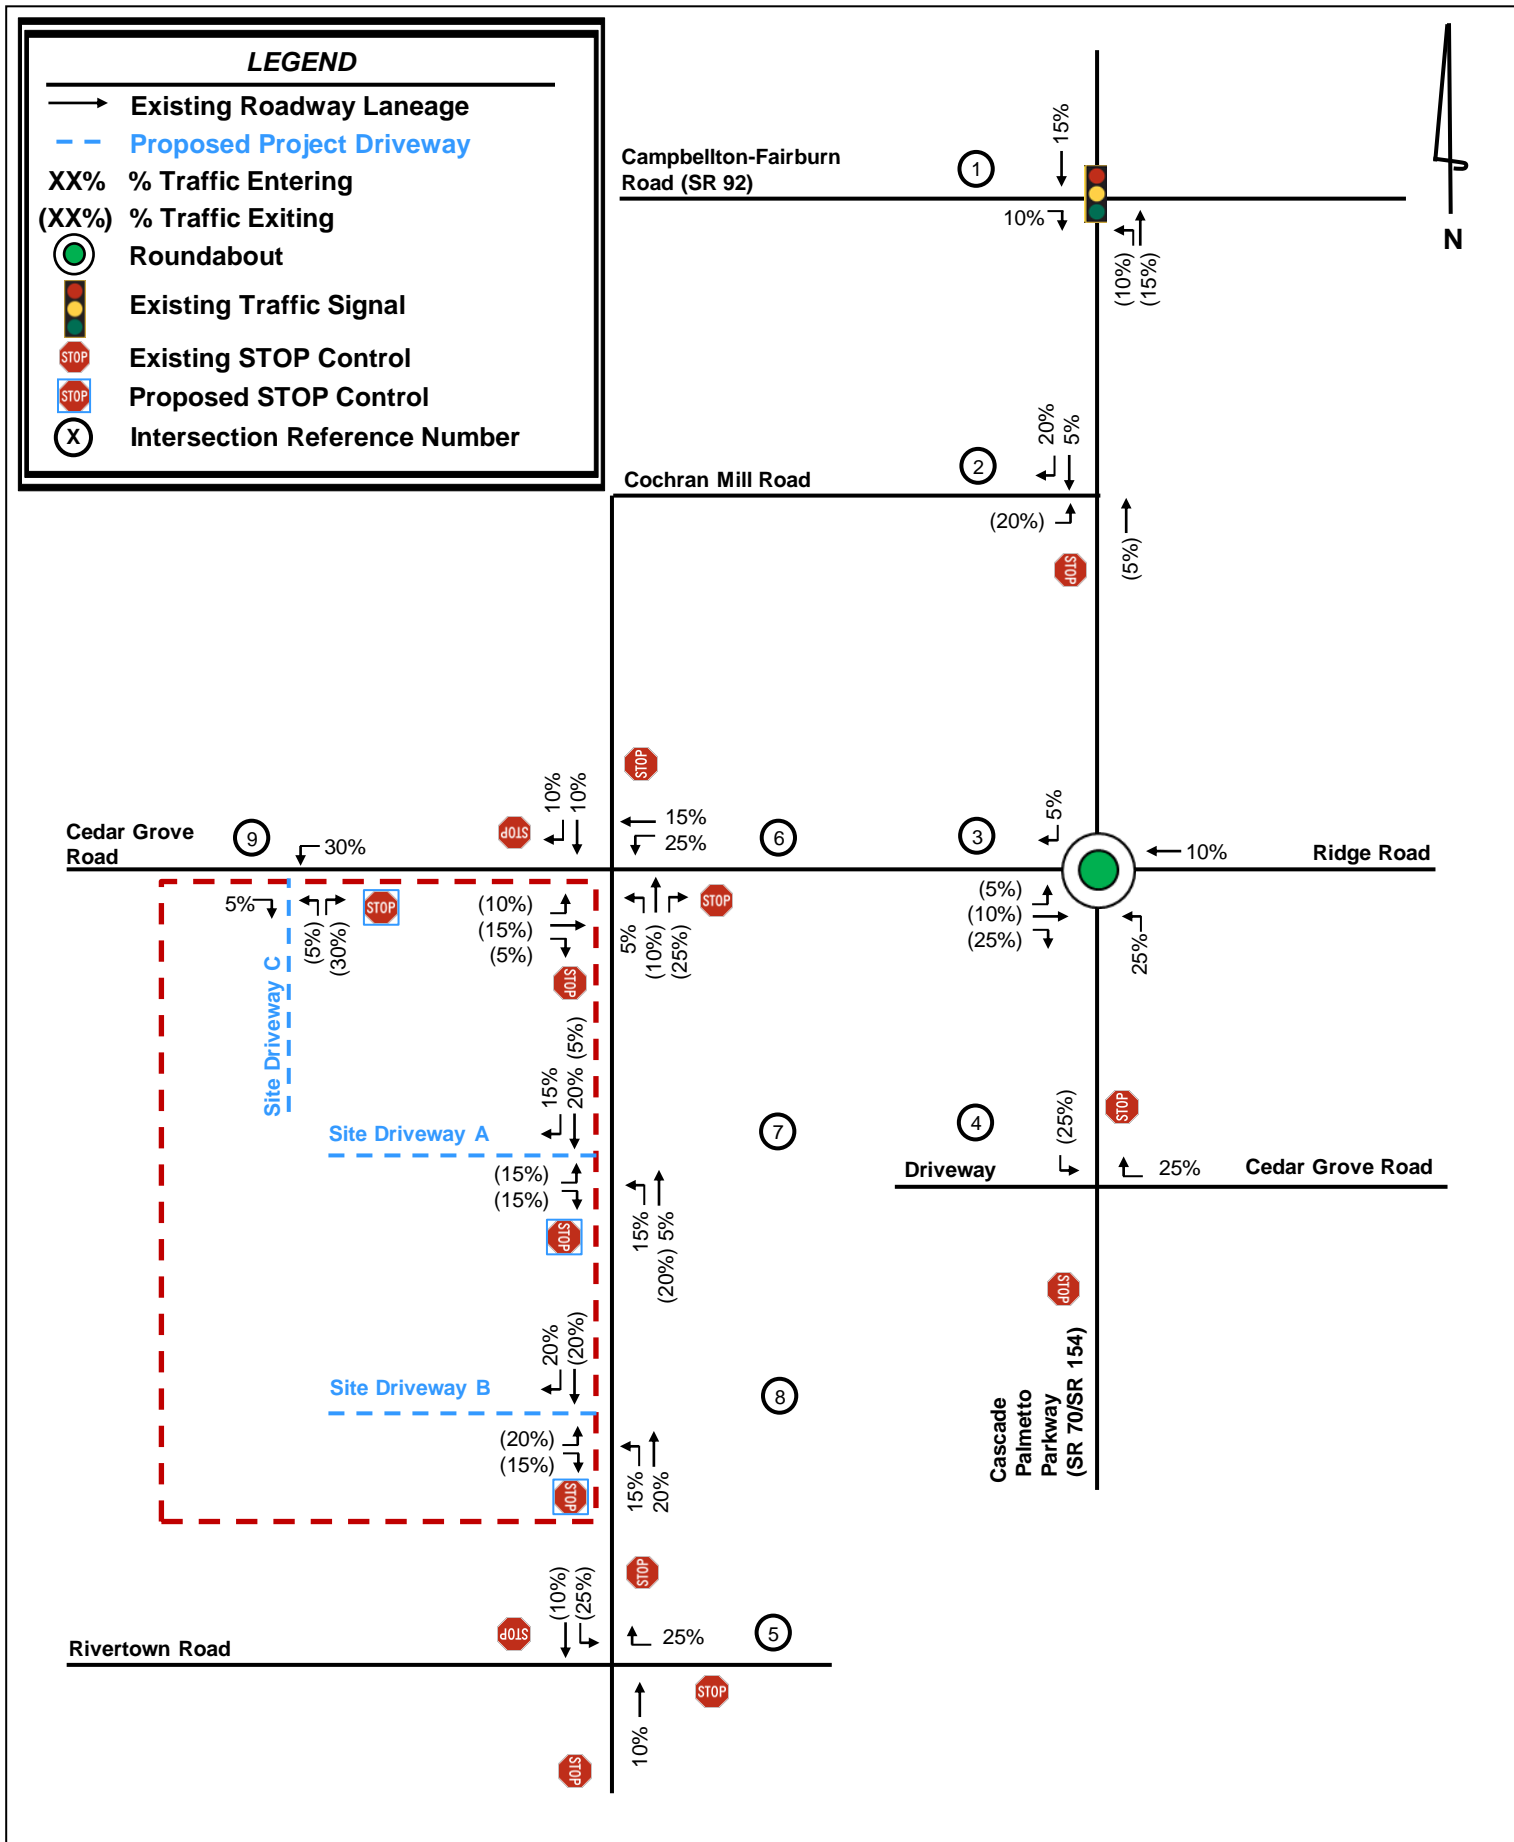 LEGEND
Existing Roadway Laneage
Proposed Project Driveway
XX% % Traffic Entering
(XX%) % Traffic Exiting
Roundabout
Existing Traffic Signal
STOP Existing STOP Control
STOP Proposed STOP Control
X Intersection Reference Number
N
Campbellton-Fairburn
Road (SR 92)
1
15%
10%
(10%)
(15%)
Cochran Mill Road
2
20%
5%
(20%)
(5%)
STOP
STOP
Cedar Grove
Road
9
30%
5%
(5%)
(30%)
STOP
STOP
10%
10%
15%
25%
6
(10%)
(15%)
(5%)
STOP
5%
(10%)
(25%)
STOP
3
5%
10%
Ridge Road
(5%)
(10%)
(25%)
25%
Site Driveway C
15%
20% (5%)
Site Driveway A
7
(15%)
(15%)
STOP
15%
(20%) 5%
4
(25%)
STOP
Driveway
25%
Cedar Grove Road
STOP
Cascade
Palmetto
Parkway
(SR 70/SR 154)
20%
(20%)
Site Driveway B
8
(20%)
(15%)
STOP
15%
20%
STOP
(10%)
(25%)
STOP
25%
5
Rivertown Road
STOP
10%
STOP